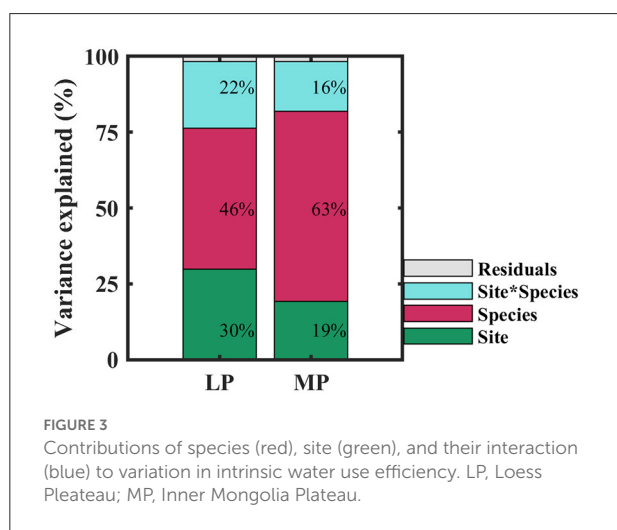 100
75
50
25
0
Variance explained (%)
22%
16%
46%
63%
30%
19%
LP MP
Residuals
Site*Species
Species
Site
FIGURE 3
Contributions of species (red), site (green), and their interaction
(blue) to variation in intrinsic water use efficiency. LP, Loess
Pleateau; MP, Inner Mongolia Plateau.